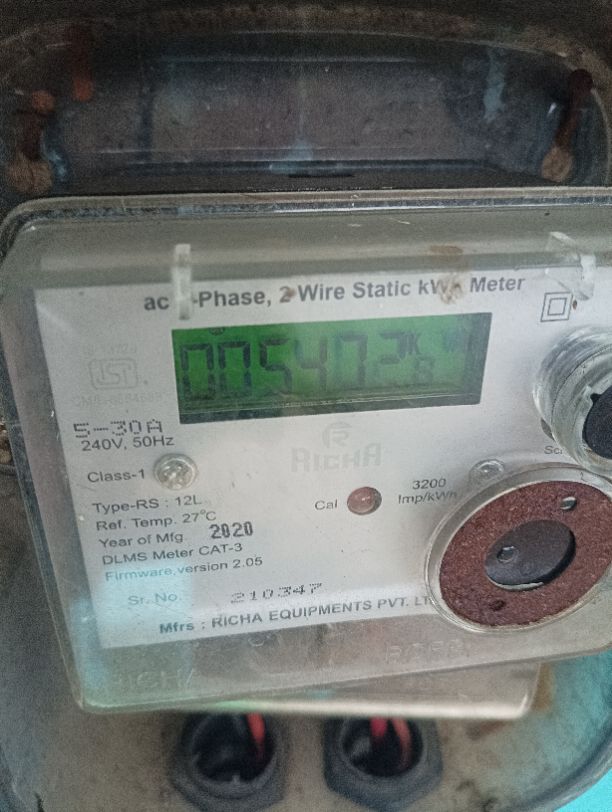 ac -Phase, 2 Wire Static kWh Meter
005402
5-30A
240V, 50Hz
RICHA
Class-1
3200
Cal Imp/kWh
Type-RS : 12L
Ref. Temp. 27°C
Year of Mfg. 2020
DLMS Meter CAT-3
Firmware version 2.05
Sr. No. 210347
Mfrs : RICHA EQUIPMENTS PVT. LT
RICHA